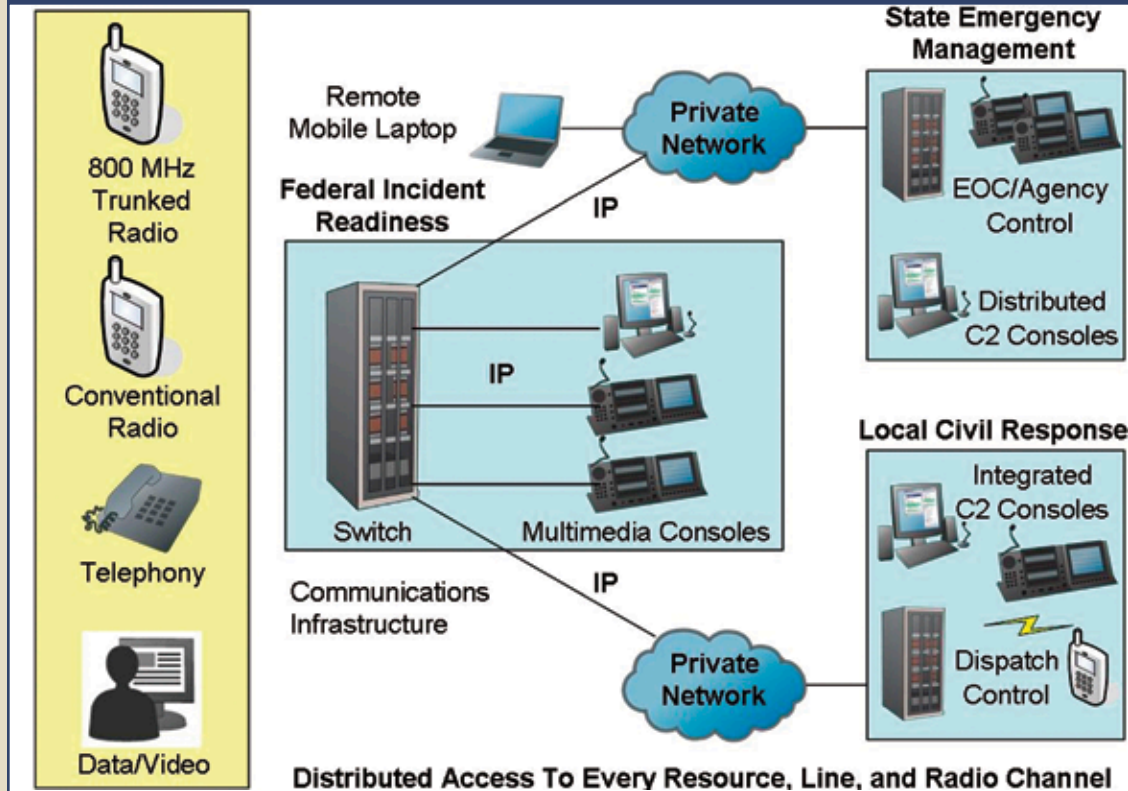 800 MHz
Trunked
Radio
Conventional
Radio
Telephony
Data/Video
Remote
Mobile Laptop
Private
Network
IP
State Emergency
Management
EOC/Agency
Control
Distributed
C2 Consoles
Federal Incident
Readiness
IP
Switch
Multimedia Consoles
Communications
Infrastructure
IP
Private
Network
Local Civil Response
Integrated
C2 Consoles
Dispatch
Control
Distributed Access To Every Resource, Line, and Radio Channel